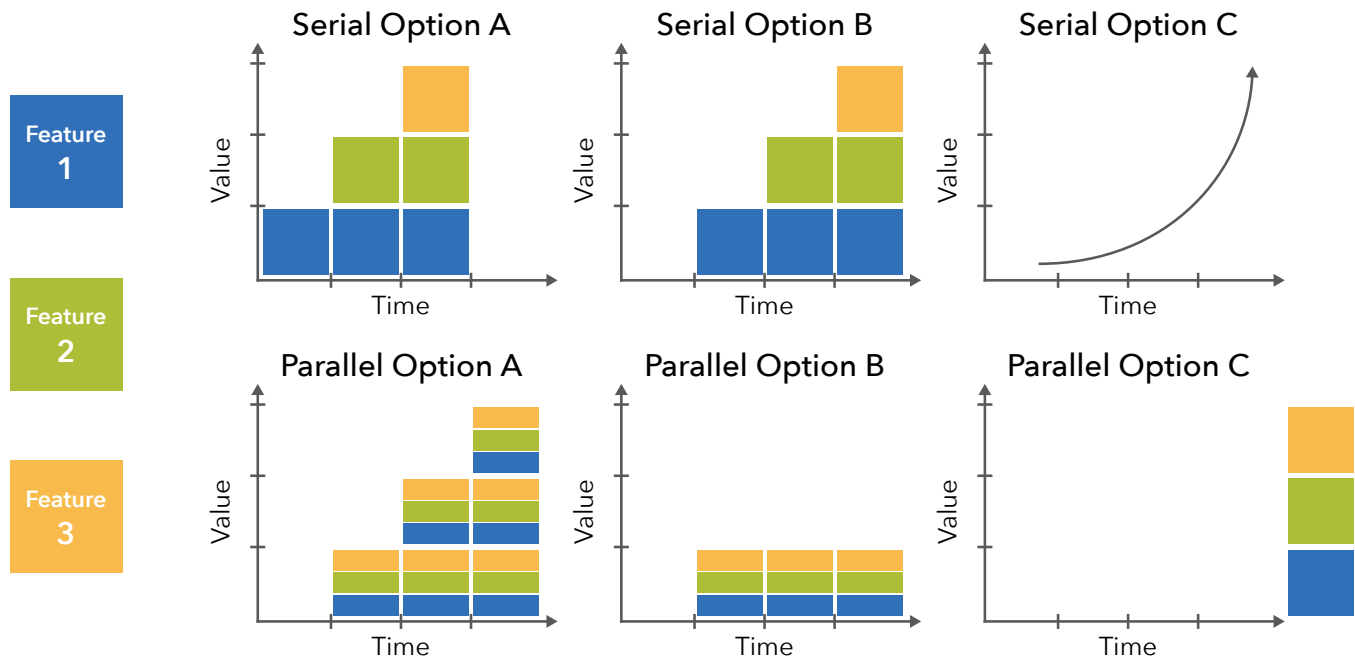 Serial Option A
Serial Option B
Serial Option C
Feature
1
Value
Value
Value
Time
Time
Time
Feature
2
Parallel Option A
Parallel Option B
Parallel Option C
Feature
3
Value
Value
Value
Time
Time
Time